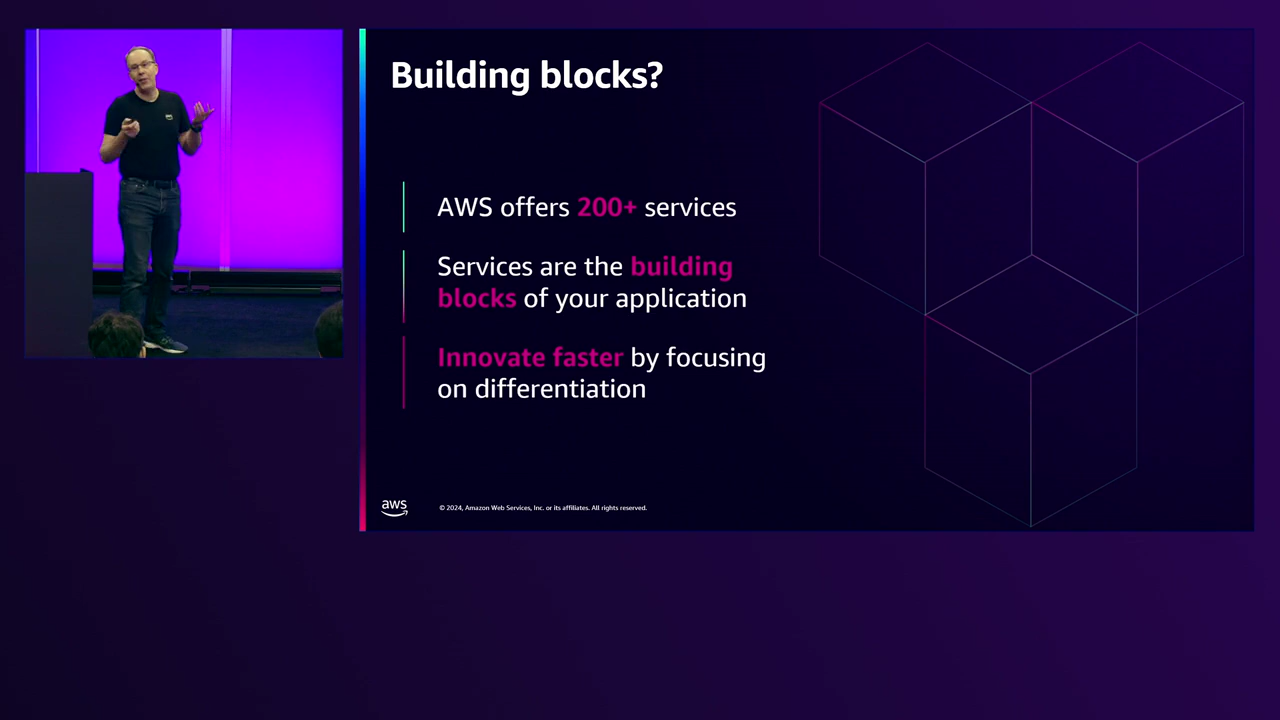 Building blocks?
AWS offers 200+ services
Services are the building
blocks of your application
Innovate faster by focusing
on differentiation
aws
© 2024, Amazon Web Services, Inc. or its affiliates. All rights reserved.